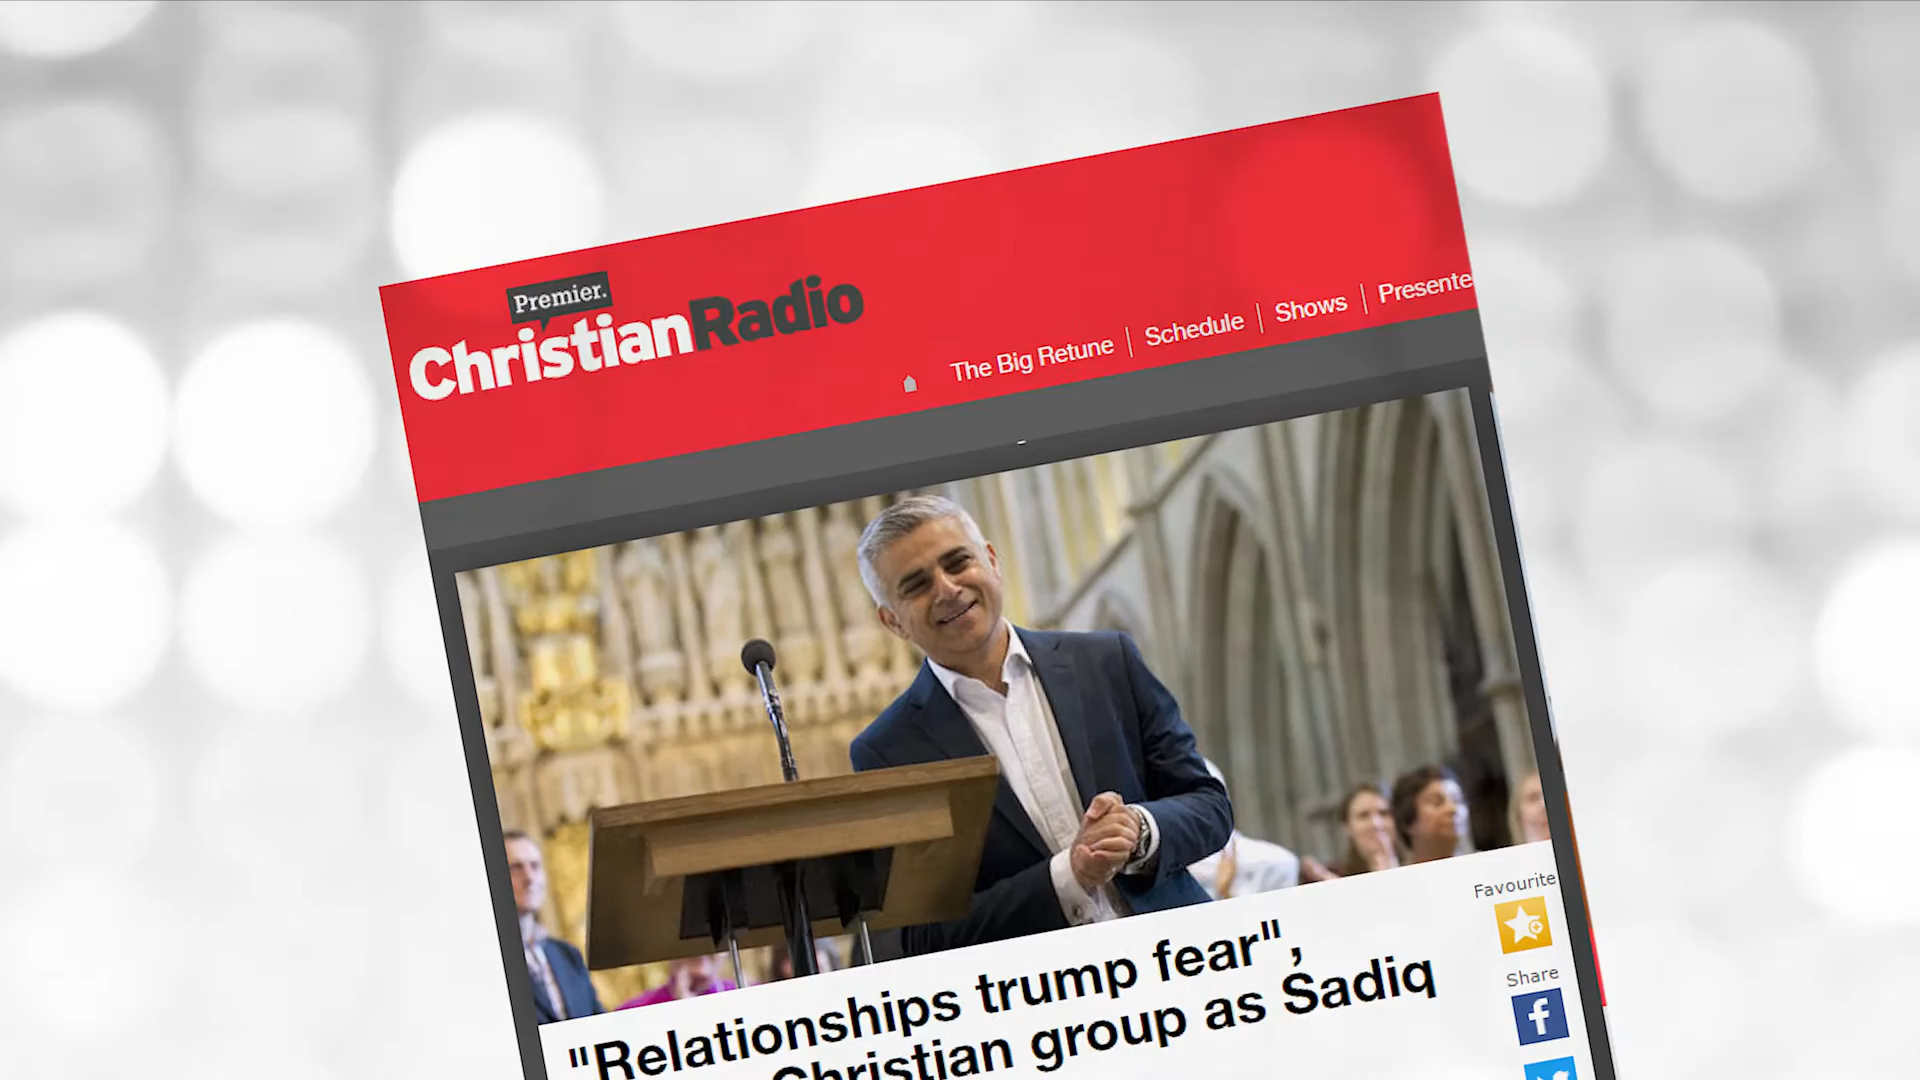 Premier.
ChristianRadio
The Big Retune | Schedule | Shows | Presente
Favourite
Share
"Relationships trump fear",
Christian group as Sadiq